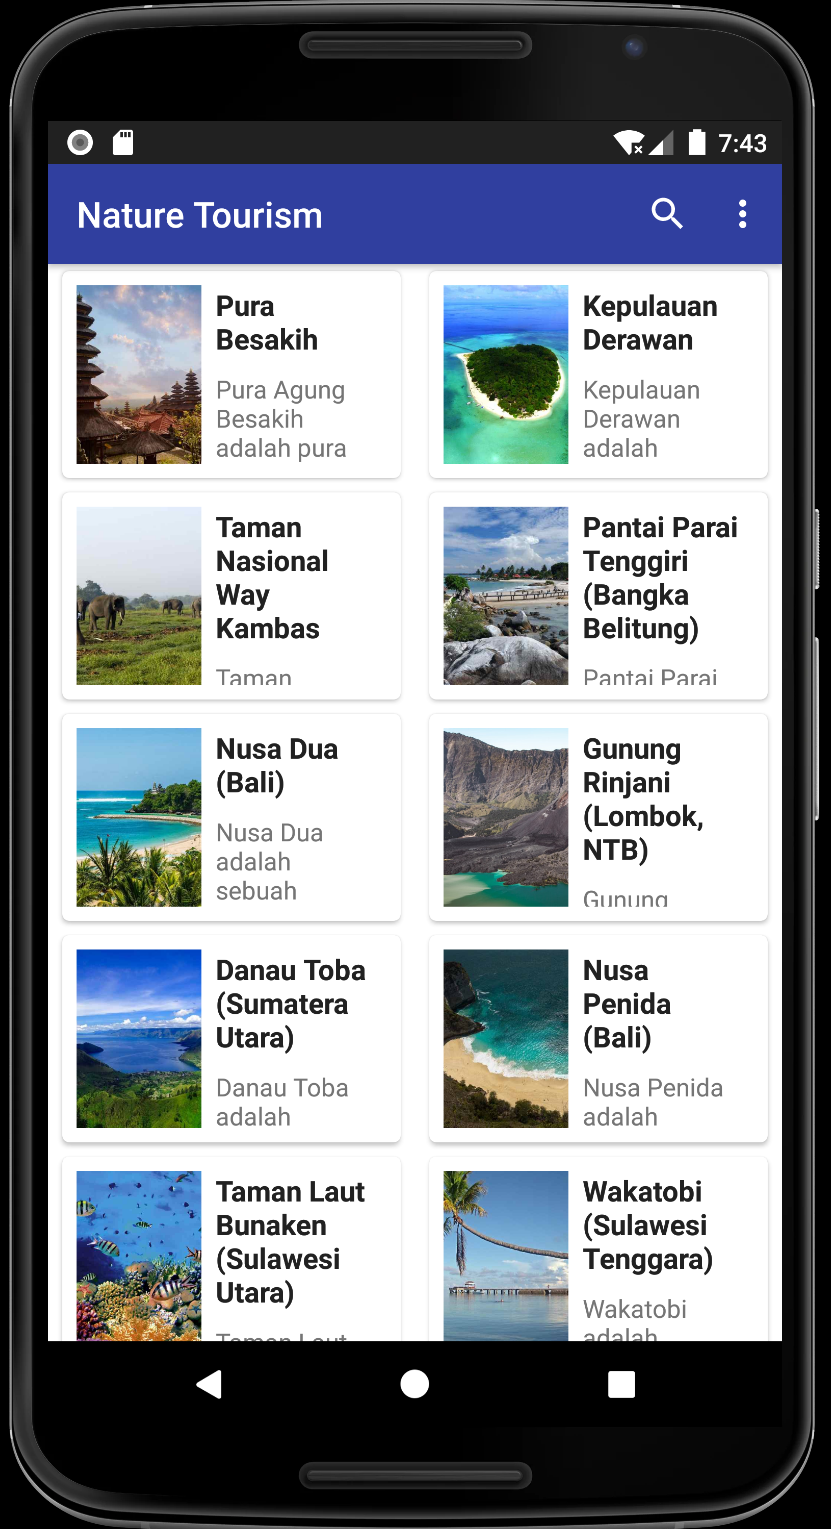 7:43
Nature Tourism
Pura
Besakih
Pura Agung
Besakih
adalah pura
Kepulauan
Derawan
Kepulauan
Derawan
adalah
Taman
Nasional
Way
Kambas
Taman
Pantai Parai
Tenggiri
(Bangka
Belitung)
Pantai Parai
Nusa Dua
(Bali)
Nusa Dua
adalah
sebuah
Gunung
Rinjani
(Lombok,
NTB)
Gunung
Danau Toba
(Sumatera
Utara)
Danau Toba
adalah
Nusa
Penida
(Bali)
Nusa Penida
adalah
Taman Laut
Bunaken
(Sulawesi
Utara)
Taman Laut
Wakatobi
(Sulawesi
Tenggara)
Wakatobi
adalah